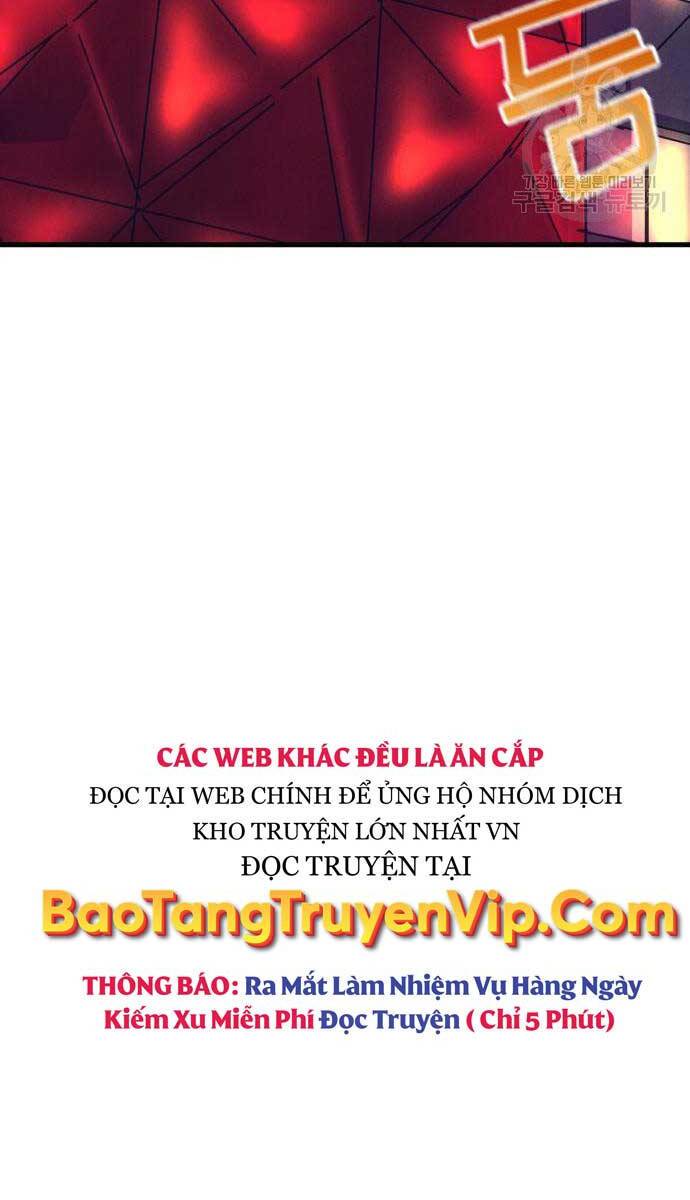 둠
가장 빠른 웹툰 미리보기
구글검색 뉴토끼
CÁC WEB KHÁC ĐỀU LÀ ĂN CẮP
ĐỌC TẠI WEB CHÍNH ĐỂ ỦNG HỘ NHÓM DỊCH
KHO TRUYỆN LỚN NHẤT VN
ĐỌC TRUYỆN TẠI
BaoTangTruyenVip.Com
THÔNG BÁO: Ra Mắt Làm Nhiệm Vụ Hàng Ngày
Kiếm Xu Miễn Phí Đọc Truyện ( Chỉ 5 Phút)